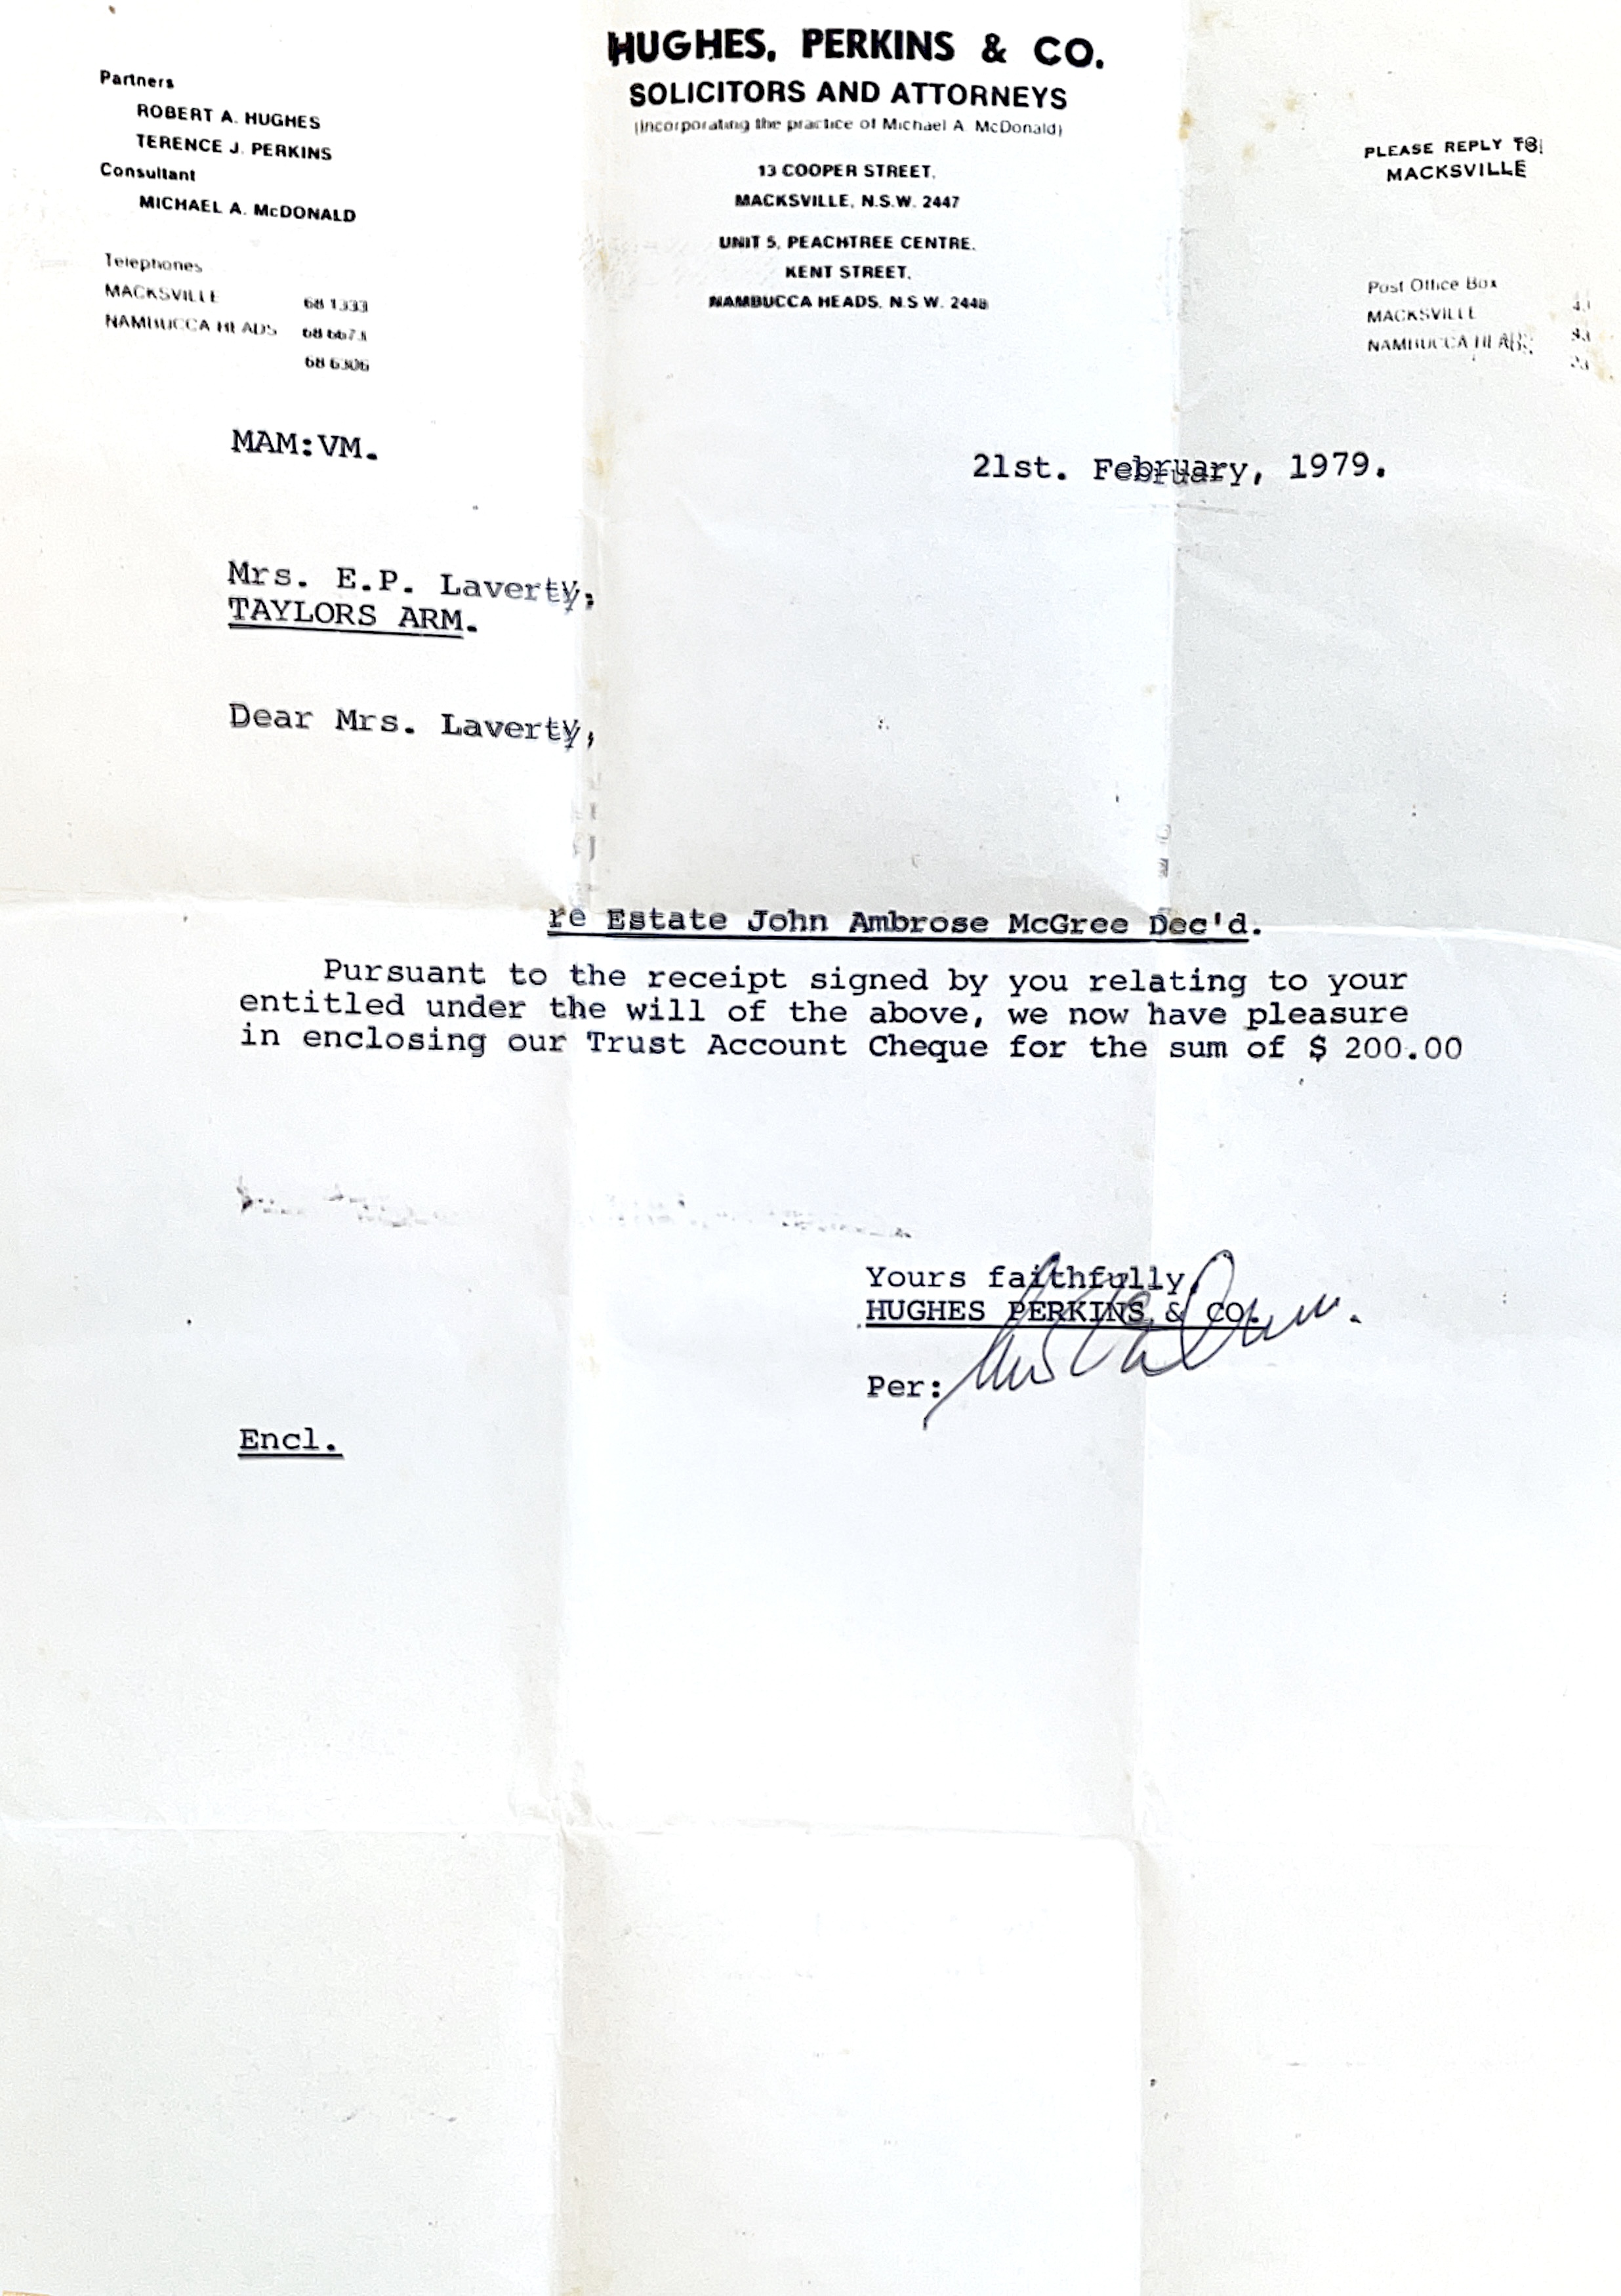 HUGHES, PERKINS & CO.
SOLICITORS AND ATTORNEYS
(Incorporating the practice of Michael A. McDonald)
Partners
ROBERT A. HUGHES
TERENCE J. PERKINS
Consultant
MICHAEL A. McDONALD
13 COOPER STREET,
MACKSVILLE, N.S.W. 2447
UNIT 5, PEACHTREE CENTRE,
KENT STREET,
NAMBUCCA HEADS, N.S.W. 2448
PLEASE REPLY TO:
MACKSVILLE
Telephones
MACKSVILLE 68 1333
NAMBUCCA HEADS
68 6306
Post Office Box
MACKSVILLE
NAMBUCCA HEADS
MAM:VM.
21st. February, 1979.
Mrs. E.P. Laverty,
TAYLORS ARM.
Dear Mrs. Laverty,
re Estate John Ambrose McGree Dec'd.
Pursuant to the receipt signed by you relating to your
entitled under the will of the above, we now have pleasure
in enclosing our Trust Account Cheque for the sum of $ 200.00
Yours faithfully,
HUGHES PERKINS & CO.
Per:
Encl.